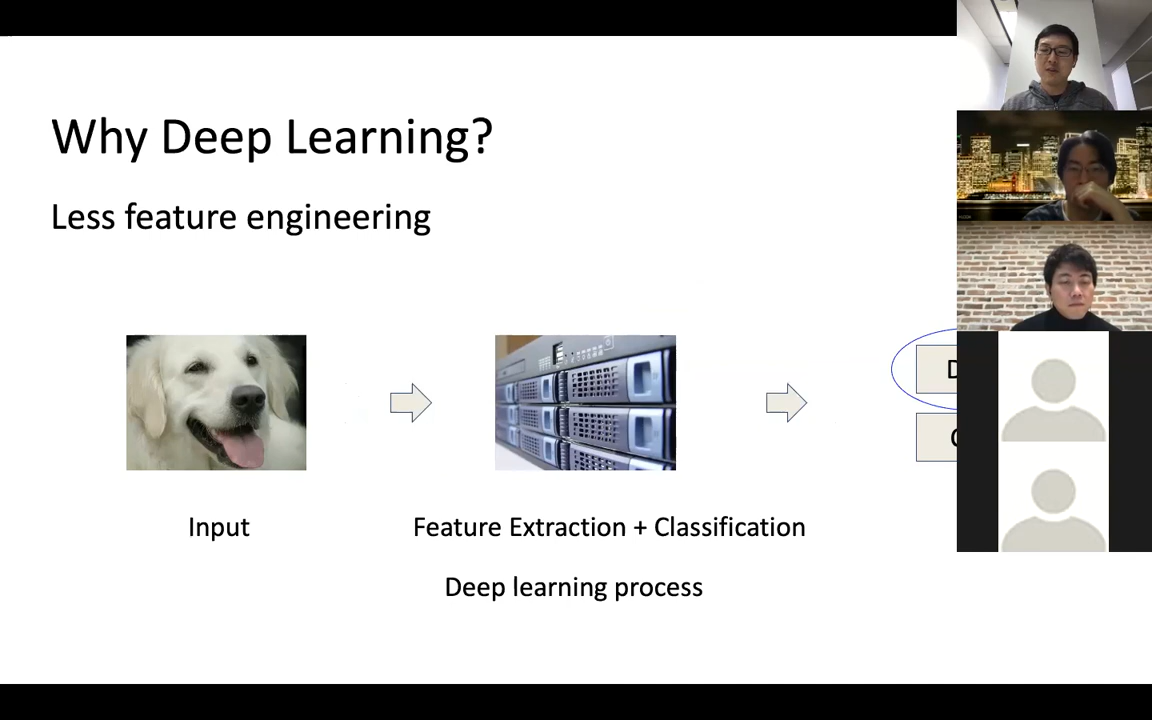 Why Deep Learning?
Less feature engineering
Input
Feature Extraction + Classification
Deep learning process